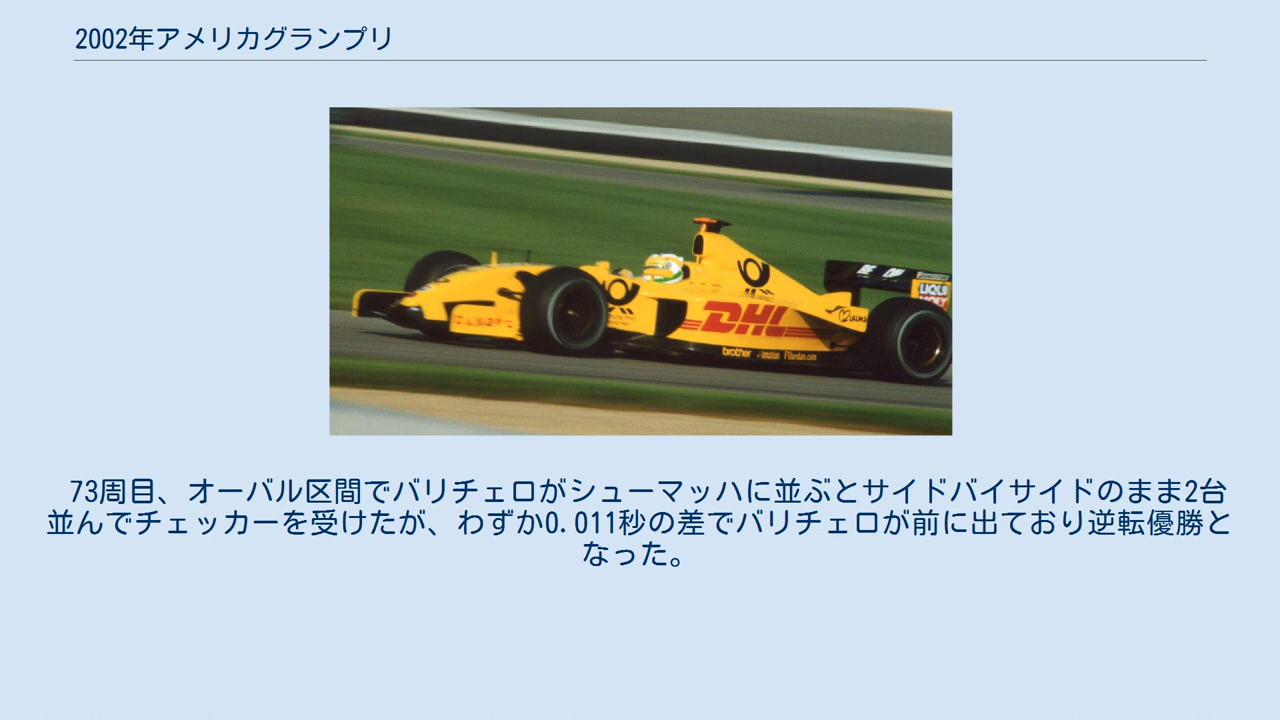 2002年アメリカグランプリ
DHL
LIQUI
MOLY
brother
73周目、オーバル区間でバリチェロがシューマッハに並ぶとサイドバイサイドのまま2台
並んでチェッカーを受けたが、わずか0.011秒の差でバリチェロが前に出ており逆転優勝と
なった。